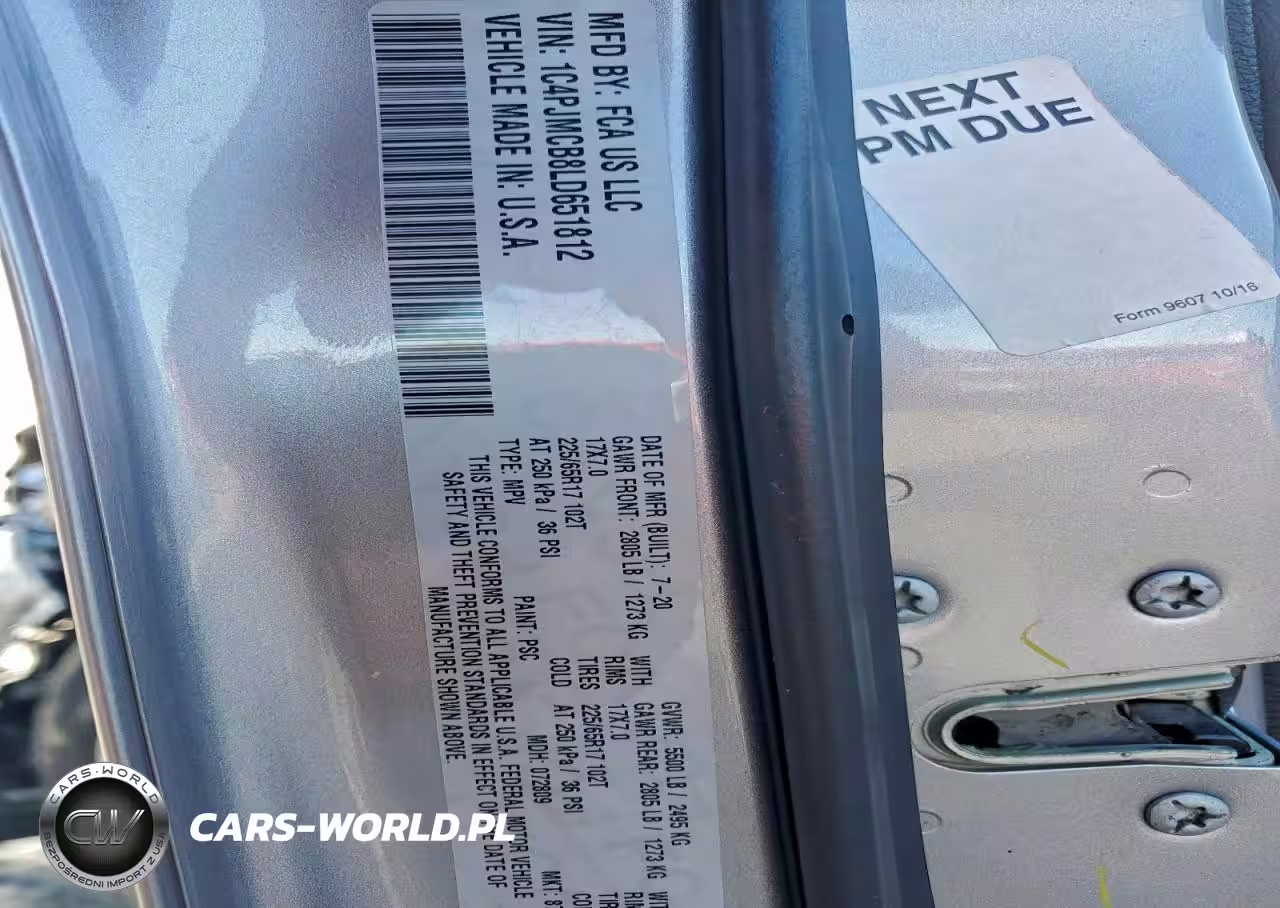 MFD BY: FCA US LLC
VIN: 1C4PJMCB8LD651812
VEHICLE MADE IN: U.S.A.
DATE OF MFR (BUILT): 7-20 GVWR: 5500 LB / 2495 KG
GAWR FRONT: 2805 LB / 1273 KG WITH GAWR REAR: 2805 LB / 1273 KG
17X7.0 RIMS 17X7.0
225/65R17 102T TIRES 225/65R17 102T
AT 250 kPa / 36 PSI COLD AT 250 kPa / 36 PSI
TYPE: MPV PAINT: PSC MDH: 072809 MKT:
THIS VEHICLE CONFORMS TO ALL APPLICABLE U.S.A. FEDERAL MOTOR VEHICLE
SAFETY AND THEFT PREVENTION STANDARDS IN EFFECT ON DATE OF
MANUFACTURE SHOWN ABOVE.
NEXT
PM DUE
Form 9607 10/16
CARS-WORLD
CW
BEZPOŚREDNI IMPORT Z USA
CARS-WORLD.PL